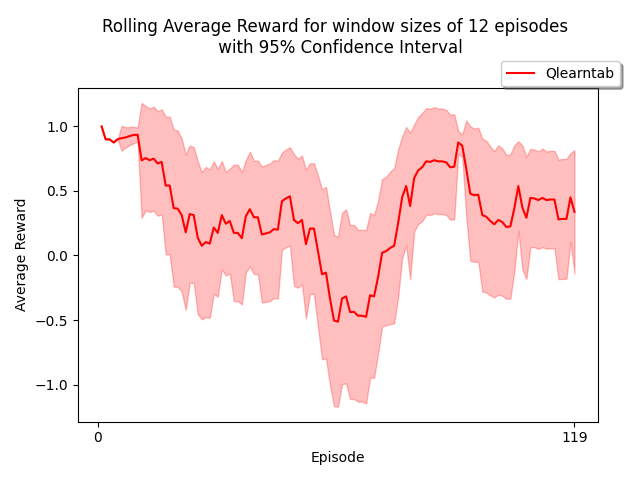 Rolling Average Reward for window sizes of 12 episodes
with 95% Confidence Interval
Qlearntab
1.0
0.5
0.0
−0.5
−1.0
Average Reward
0
119
Episode